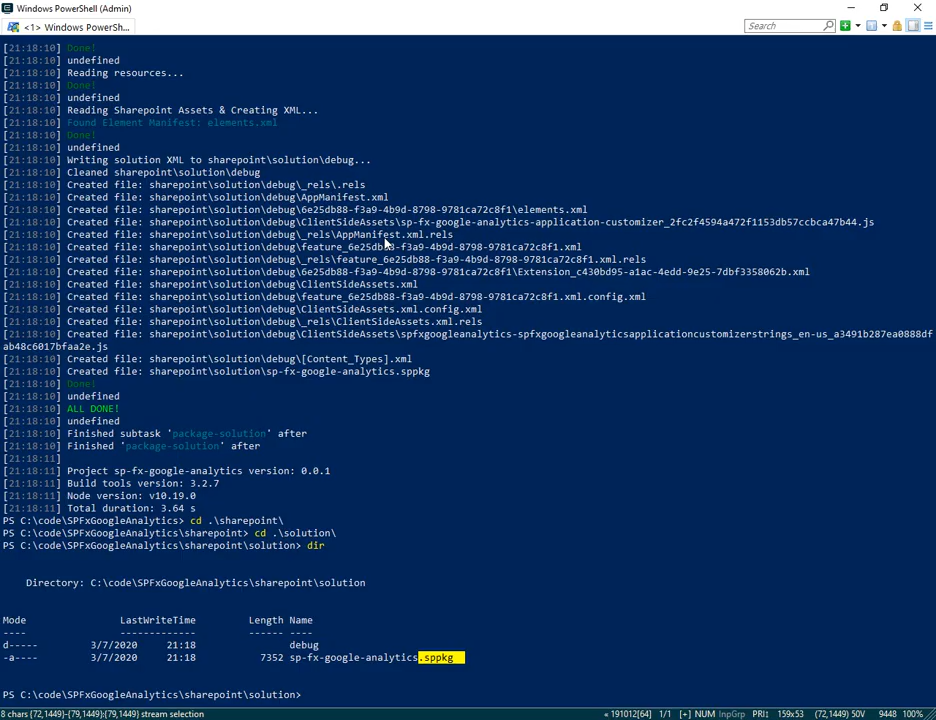 Windows PowerShell (Admin)
<1> Windows PowerSh...
Search
[21:18:10] Done!
[21:18:10] undefined
[21:18:10] Reading resources...
[21:18:10] Done!
[21:18:10] undefined
[21:18:10] Reading Sharepoint Assets & Creating XML...
[21:18:10] Found Element Manifest: elements.xml
[21:18:10] Done!
[21:18:10] undefined
[21:18:10] Writing solution XML to sharepoint\solution\debug...
[21:18:10] Cleaned sharepoint\solution\debug
[21:18:10] Created file: sharepoint\solution\debug\_rels\.rels
[21:18:10] Created file: sharepoint\solution\debug\AppManifest.xml
[21:18:10] Created file: sharepoint\solution\debug\6e25db88-f3a9-4b9d-8798-9781ca72c8f1\elements.xml
[21:18:10] Created file: sharepoint\solution\debug\ClientSideAssets\sp-fx-google-analytics-application-customizer_2fc2f4594a472f1153db57ccbca47b44.js
[21:18:10] Created file: sharepoint\solution\debug\_rels\AppManifest.xml.rels
[21:18:10] Created file: sharepoint\solution\debug\feature_6e25db88-f3a9-4b9d-8798-9781ca72c8f1.xml
[21:18:10] Created file: sharepoint\solution\debug\_rels\feature_6e25db88-f3a9-4b9d-8798-9781ca72c8f1.xml.rels
[21:18:10] Created file: sharepoint\solution\debug\6e25db88-f3a9-4b9d-8798-9781ca72c8f1\Extension_c430bd95-a1ac-4edd-9e25-7dbf3358062b.xml
[21:18:10] Created file: sharepoint\solution\debug\ClientSideAssets.xml
[21:18:10] Created file: sharepoint\solution\debug\feature_6e25db88-f3a9-4b9d-8798-9781ca72c8f1.xml.config.xml
[21:18:10] Created file: sharepoint\solution\debug\ClientSideAssets.xml.config.xml
[21:18:10] Created file: sharepoint\solution\debug\_rels\ClientSideAssets.xml.rels
[21:18:10] Created file: sharepoint\solution\debug\ClientSideAssets\spfxgoogleanalytics-spfxgoogleanalyticsapplicationcustomizerstrings_en-us_a3491b287ea0888df
ab48c6017bfaa2e.js
[21:18:10] Created file: sharepoint\solution\debug\[Content_Types].xml
[21:18:10] Created file: sharepoint\solution\sp-fx-google-analytics.sppkg
[21:18:10] Done!
[21:18:10] undefined
[21:18:10] ALL DONE!
[21:18:10] undefined
[21:18:10] Finished subtask 'package-solution' after
[21:18:10] Finished 'package-solution' after
[21:18:11]
[21:18:11] Project sp-fx-google-analytics version: 0.0.1
[21:18:11] Build tools version: 3.2.7
[21:18:11] Node version: v10.19.0
[21:18:11] Total duration: 3.64 s
PS C:\code\SPFxGoogleAnalytics> cd .\sharepoint\
PS C:\code\SPFxGoogleAnalytics\sharepoint> cd .\solution\
PS C:\code\SPFxGoogleAnalytics\sharepoint\solution> dir
Directory: C:\code\SPFxGoogleAnalytics\sharepoint\solution
Mode LastWriteTime Length Name
---- ------------- ------ ----
d----- 3/7/2020 21:18 debug
-a---- 3/7/2020 21:18 7352 sp-fx-google-analytics.sppkg
PS C:\code\SPFxGoogleAnalytics\sharepoint\solution>
8 chars {72,1449}-{79,1449}:{79,1449} stream selection « 191012[64] 1/1 [+] NUM InpGrp PRI: 159x53 (72,1449) 50V 9448 100%